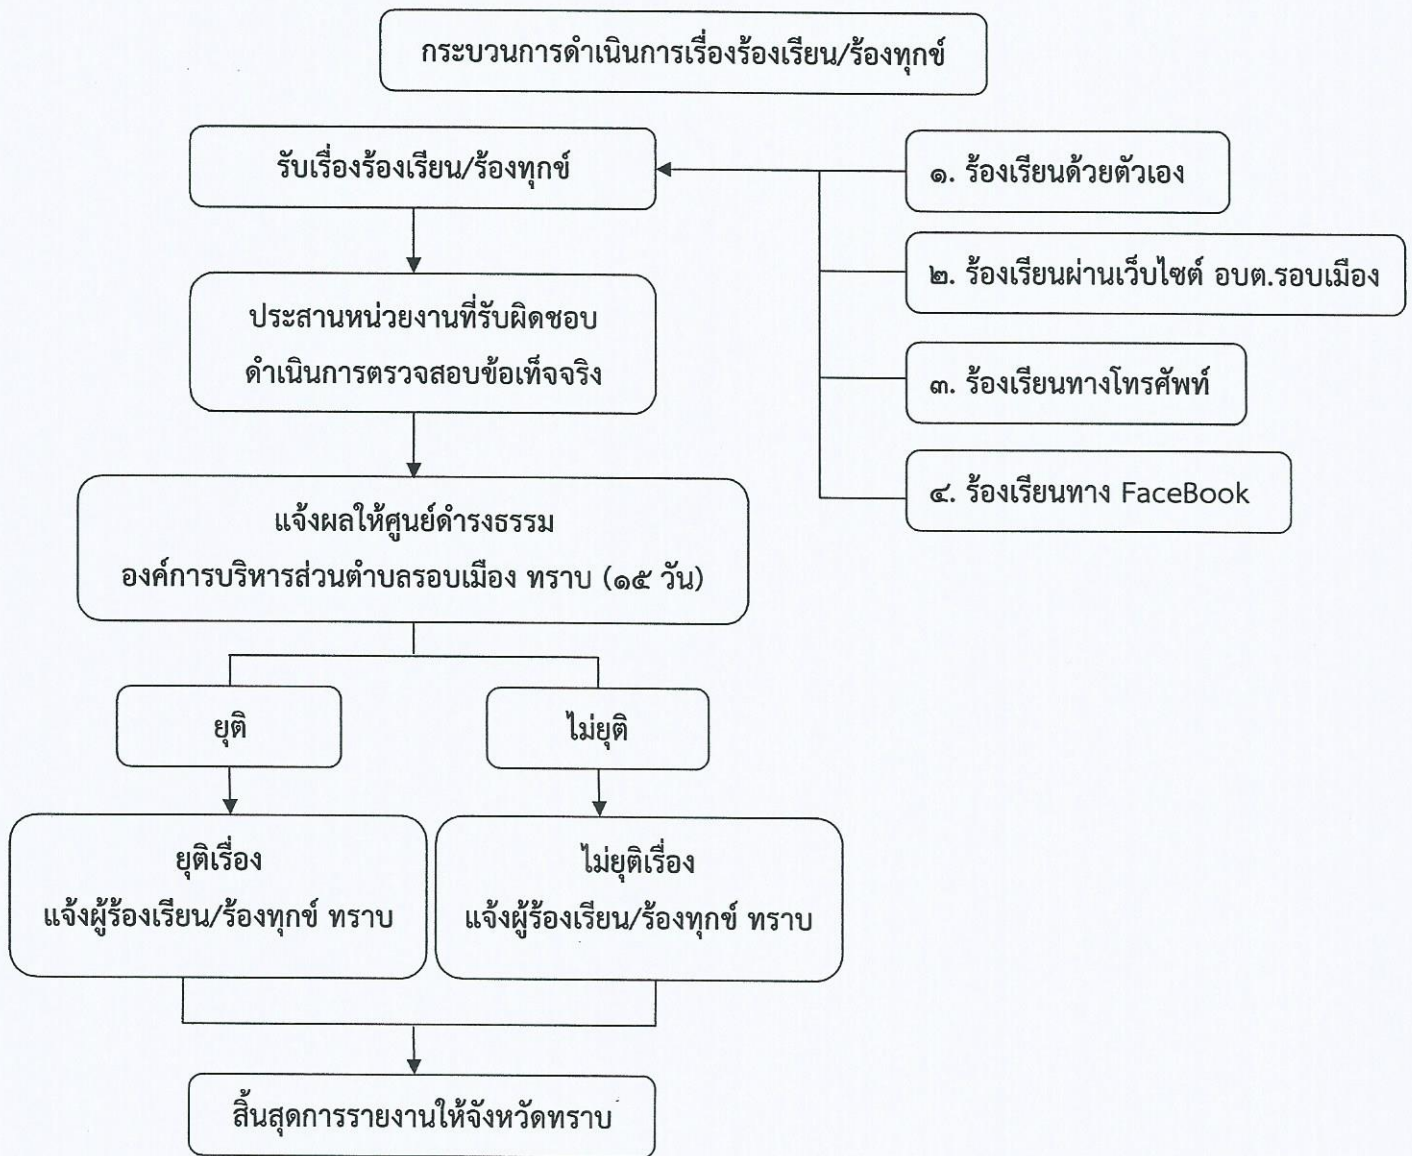 กระบวนการดำเนินการเรื่องร้องเรียน/ร้องทุกข์
รับเรื่องร้องเรียน/ร้องทุกข์
๑. ร้องเรียนด้วยตัวเอง
๒. ร้องเรียนผ่านเว็บไซต์ อบต.รอบเมือง
๓. ร้องเรียนทางโทรศัพท์
๔. ร้องเรียนทาง FaceBook
ประสานหน่วยงานที่รับผิดชอบ
ดำเนินการตรวจสอบข้อเท็จจริง
แจ้งผลให้ศูนย์ดำรงธรรม
องค์การบริหารส่วนตำบลรอบเมือง ทราบ (๑๕ วัน)
ยุติ
ไม่ยุติ
ยุติเรื่อง
แจ้งผู้ร้องเรียน/ร้องทุกข์ ทราบ
ไม่ยุติเรื่อง
แจ้งผู้ร้องเรียน/ร้องทุกข์ ทราบ
สิ้นสุดการรายงานให้จังหวัดทราบ